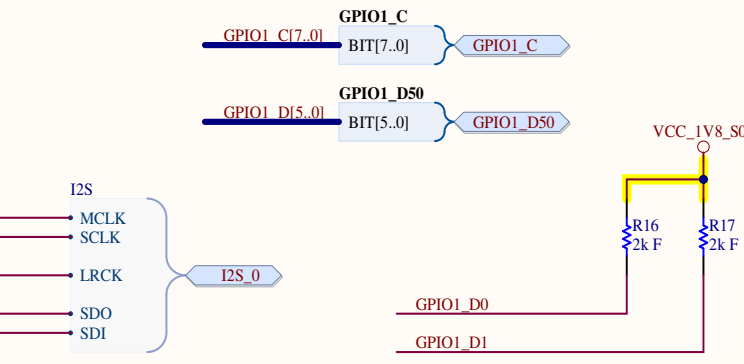 GPIO1_C
GPIO1_C[7..0]
BIT[7..0]
GPIO1_C
GPIO1_D50
GPIO1_D[5..0]
BIT[5..0]
GPIO1_D50
VCC_1V8_S0
I2S
MCLK
SCLK
LRCK
SDO
SDI
I2S_0
R16
2k F
R17
2k F
GPIO1_D0
GPIO1_D1